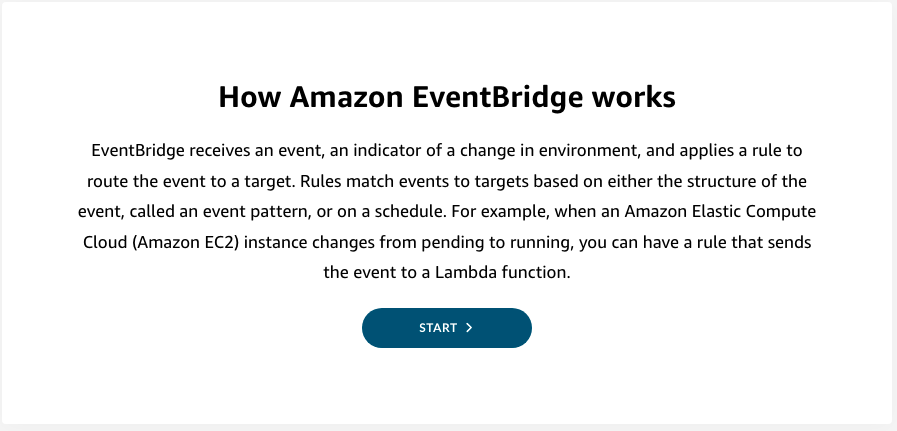 How Amazon EventBridge works
EventBridge receives an event, an indicator of a change in environment, and applies a rule to
route the event to a target. Rules match events to targets based on either the structure of the
event, called an event pattern, or on a schedule. For example, when an Amazon Elastic Compute
Cloud (Amazon EC2) instance changes from pending to running, you can have a rule that sends
the event to a Lambda function.
START